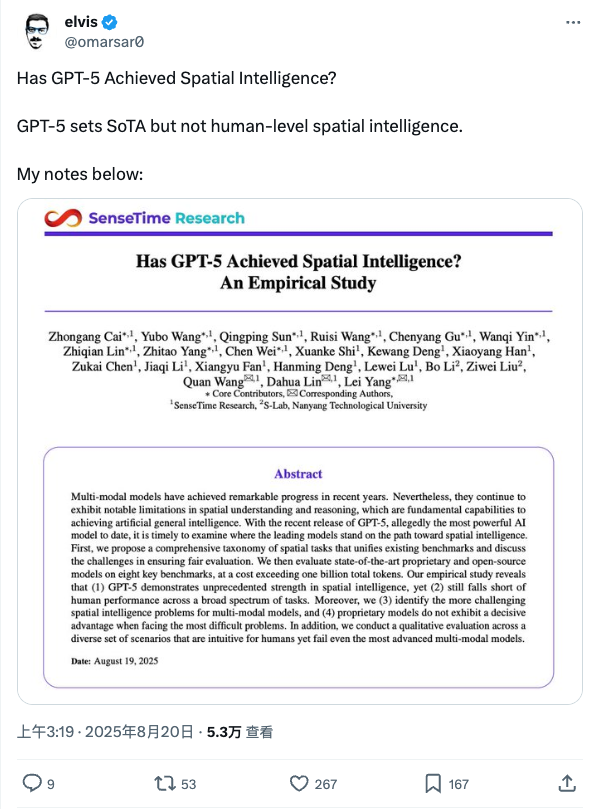 elvis
@omarsar0
Has GPT-5 Achieved Spatial Intelligence?
GPT-5 sets SoTA but not human-level spatial intelligence.
My notes below:
SenseTime Research
Has GPT-5 Achieved Spatial Intelligence?
An Empirical Study
Zhongang Cai*,1, Yubo Wang*,1, Qingping Sun*,1, Ruisi Wang*,1, Chenyang Gu*,1, Wanqi Yin*,1,
Zhiqian Lin*,1, Zhitao Yang*,1, Chen Wei*,1, Xuanke Shi1, Kewang Deng1, Xiaoyang Han1,
Zukai Chen1, Jiaqi Li1, Xiangyu Fan1, Hanming Deng1, Lewei Lu1, Bo Li2, Ziwei Liu2,
Quan Wang✉,1, Dahua Lin✉,1, Lei Yang*,✉,1
* Core Contributors, ✉ Corresponding Authors,
1SenseTime Research, 2S-Lab, Nanyang Technological University
Abstract
Multi-modal models have achieved remarkable progress in recent years. Nevertheless, they continue to
exhibit notable limitations in spatial understanding and reasoning, which are fundamental capabilities to
achieving artificial general intelligence. With the recent release of GPT-5, allegedly the most powerful AI
model to date, it is timely to examine where the leading models stand on the path toward spatial intelligence.
First, we propose a comprehensive taxonomy of spatial tasks that unifies existing benchmarks and discuss
the challenges in ensuring fair evaluation. We then evaluate state-of-the-art proprietary and open-source
models on eight key benchmarks, at a cost exceeding one billion total tokens. Our empirical study reveals
that (1) GPT-5 demonstrates unprecedented strength in spatial intelligence, yet (2) still falls short of
human performance across a broad spectrum of tasks. Moreover, we (3) identify the more challenging
spatial intelligence problems for multi-modal models, and (4) proprietary models do not exhibit a decisive
advantage when facing the most difficult problems. In addition, we conduct a qualitative evaluation across a
diverse set of scenarios that are intuitive for humans yet fail even the most advanced multi-modal models.
Date: August 19, 2025
上午3:19 · 2025年8月20日 · 5.3万 查看
9 53 267 167